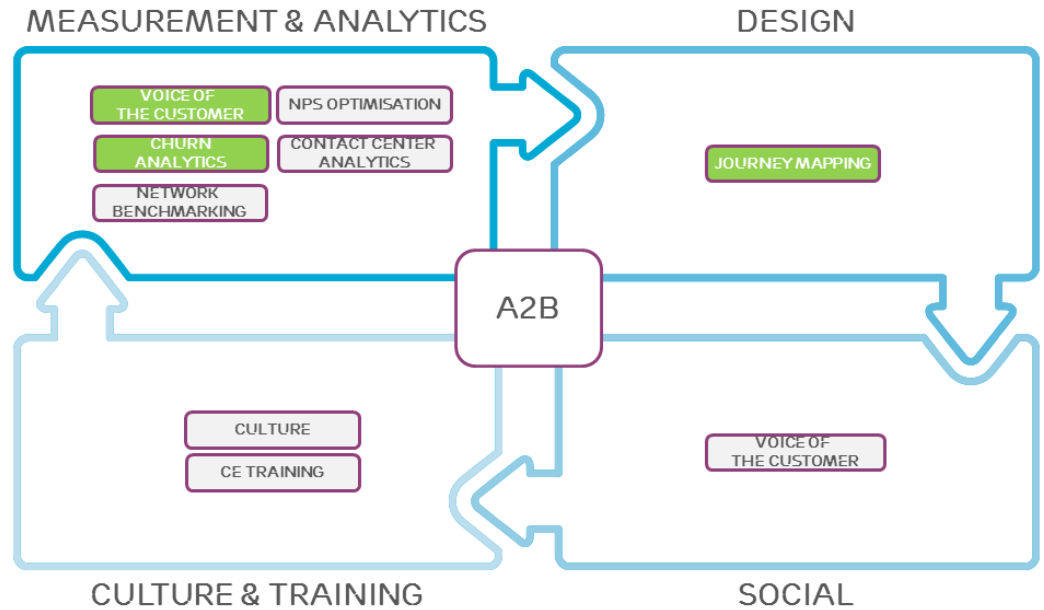 MEASUREMENT & ANALYTICS
DESIGN
VOICE OF
THE CUSTOMER
NPS OPTIMISATION
CHURN
ANALYTICS
CONTACT CENTER
ANALYTICS
NETWORK
BENCHMARKING
JOURNEY MAPPING
A2B
CULTURE
CE TRAINING
VOICE OF
THE CUSTOMER
CULTURE & TRAINING
SOCIAL